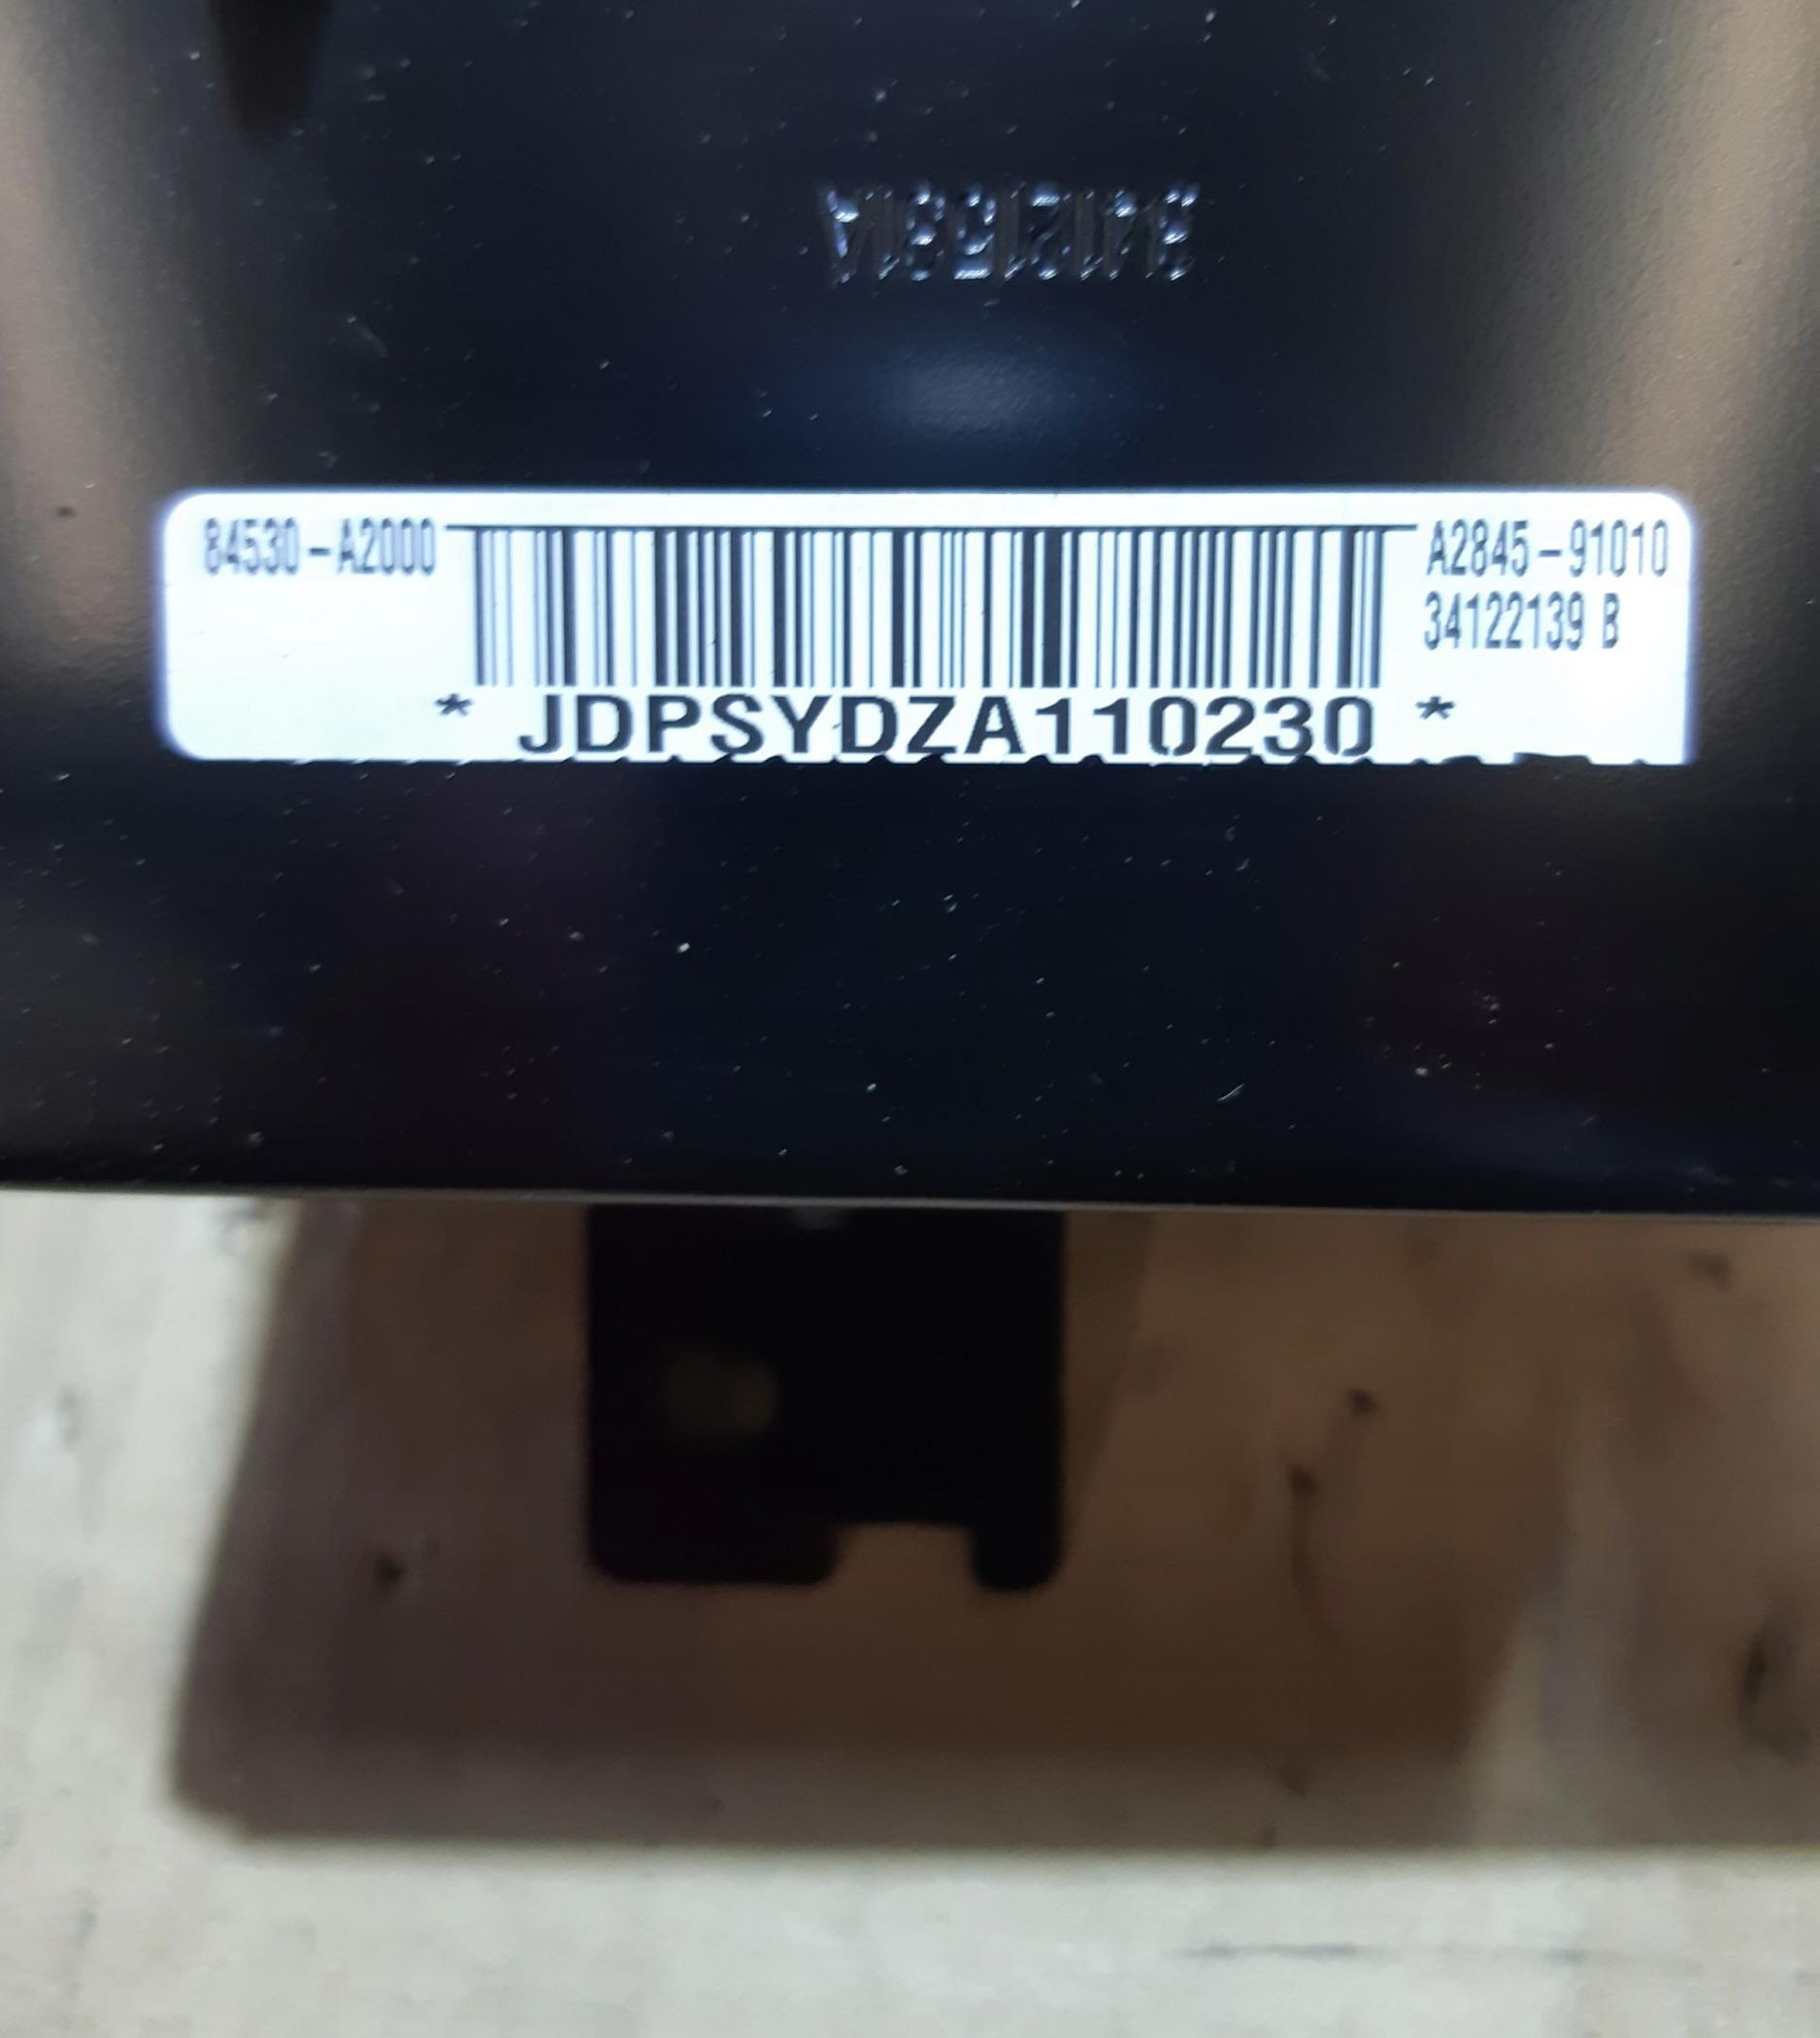 84530-A2000
A2845-91010
34122139 B
* JDPSYDZA110230 *